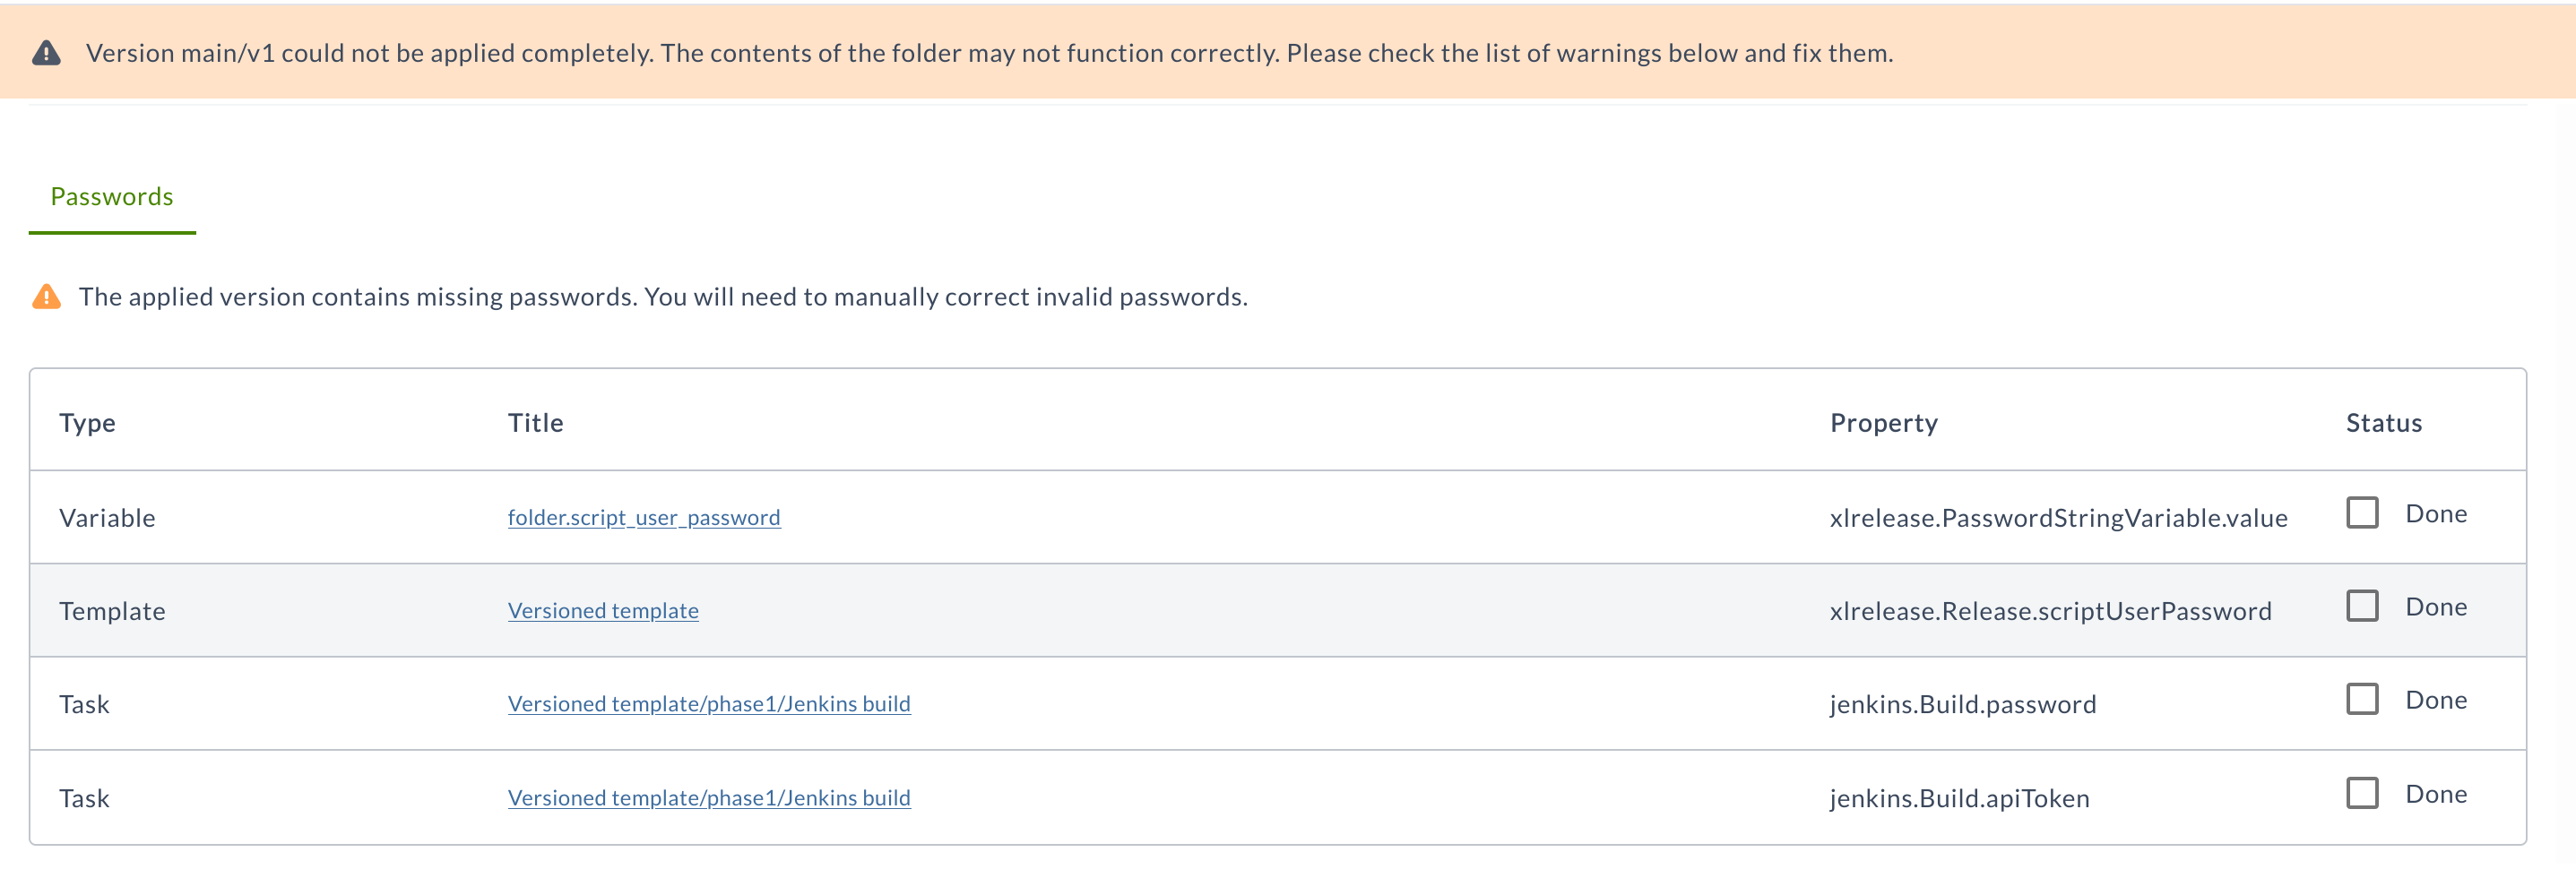 Version main/v1 could not be applied completely. The contents of the folder may not function correctly. Please check the list of warnings below and fix them.
Passwords
The applied version contains missing passwords. You will need to manually correct invalid passwords.
Type Title Property Status
Variable folder.script_user_password xlrelease.PasswordStringVariable.value Done
Template Versioned template xlrelease.Release.scriptUserPassword Done
Task Versioned template/phase1/Jenkins build jenkins.Build.password Done
Task Versioned template/phase1/Jenkins build jenkins.Build.apiToken Done